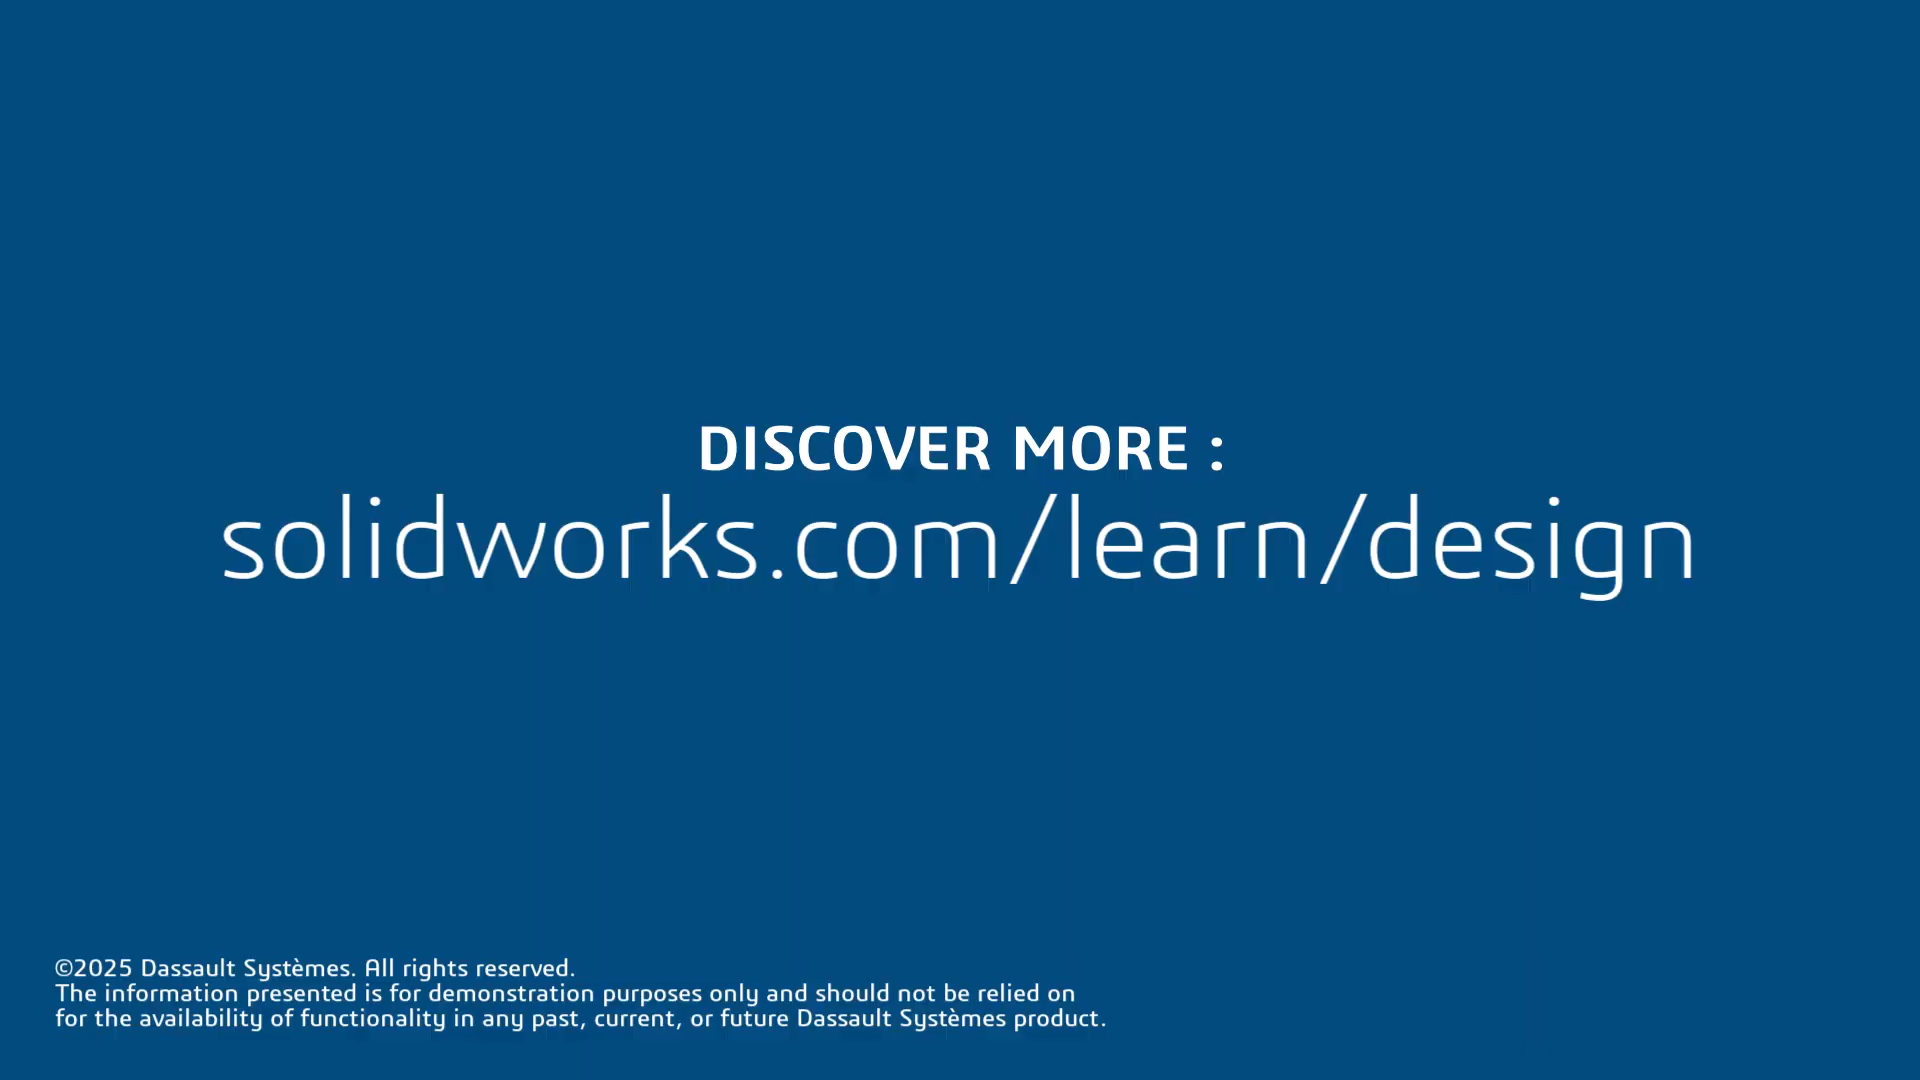 DISCOVER MORE :
solidworks.com/learn/design
©2025 Dassault Systèmes. All rights reserved.
The information presented is for demonstration purposes only and should not be relied on
for the availability of functionality in any past, current, or future Dassault Systèmes product.